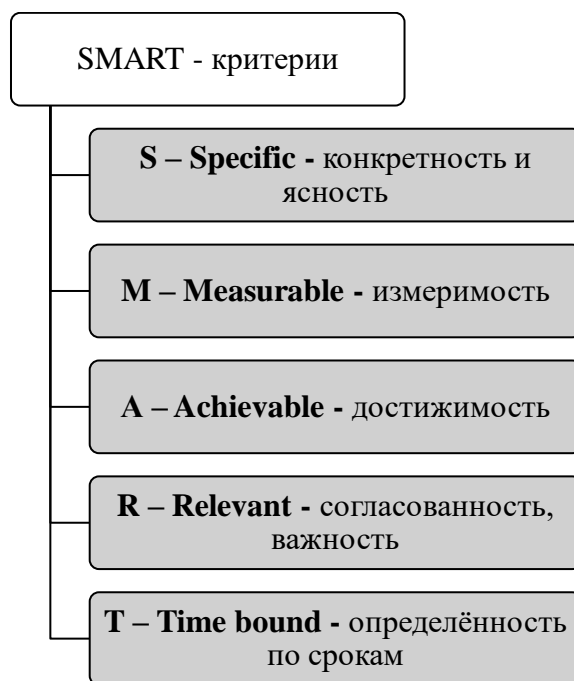 SMART - критерии
S – Specific - конкретность и
ясность
M – Measurable - измеримость
A – Achievable - достижимость
R – Relevant - согласованность,
важность
T – Time bound - определённость
по срокам